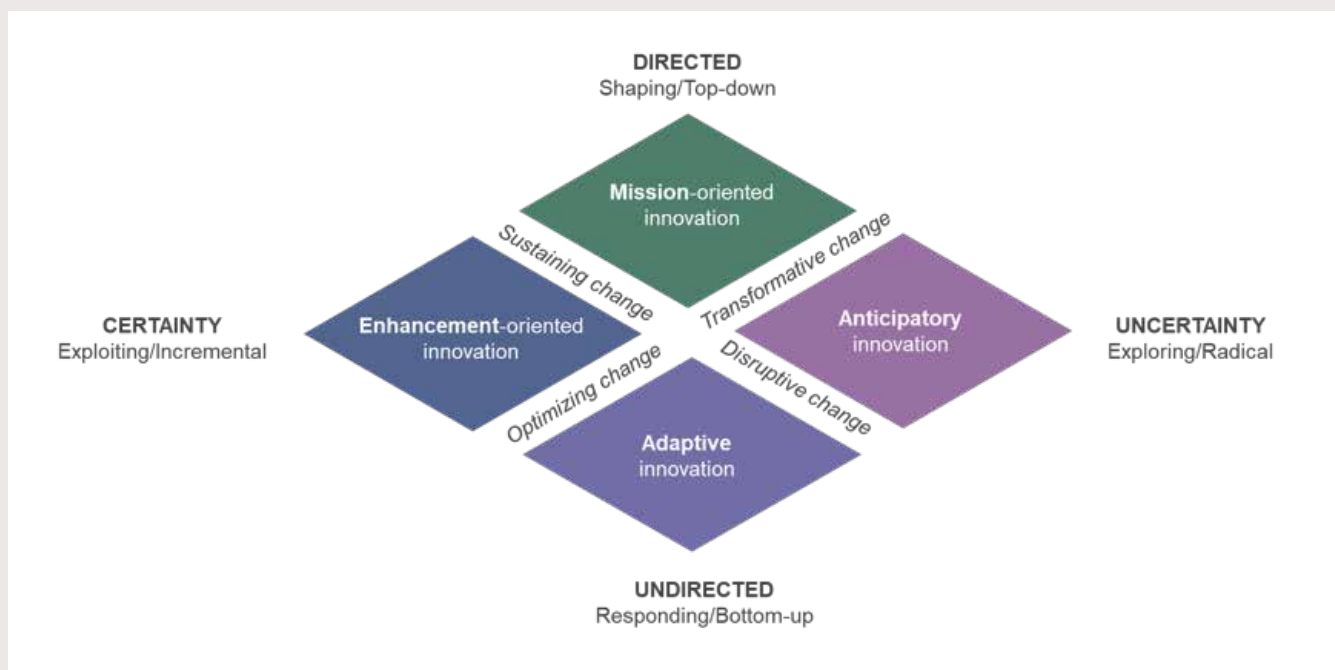 DIRECTED
Shaping/Top-down
Mission-oriented
innovation
Sustaining change
Transformative change
CERTAINTY
Exploiting/Incremental
Enhancement-oriented
innovation
Anticipatory
innovation
UNCERTAINTY
Exploring/Radical
Optimizing change
Disruptive change
Adaptive
innovation
UNDIRECTED
Responding/Bottom-up